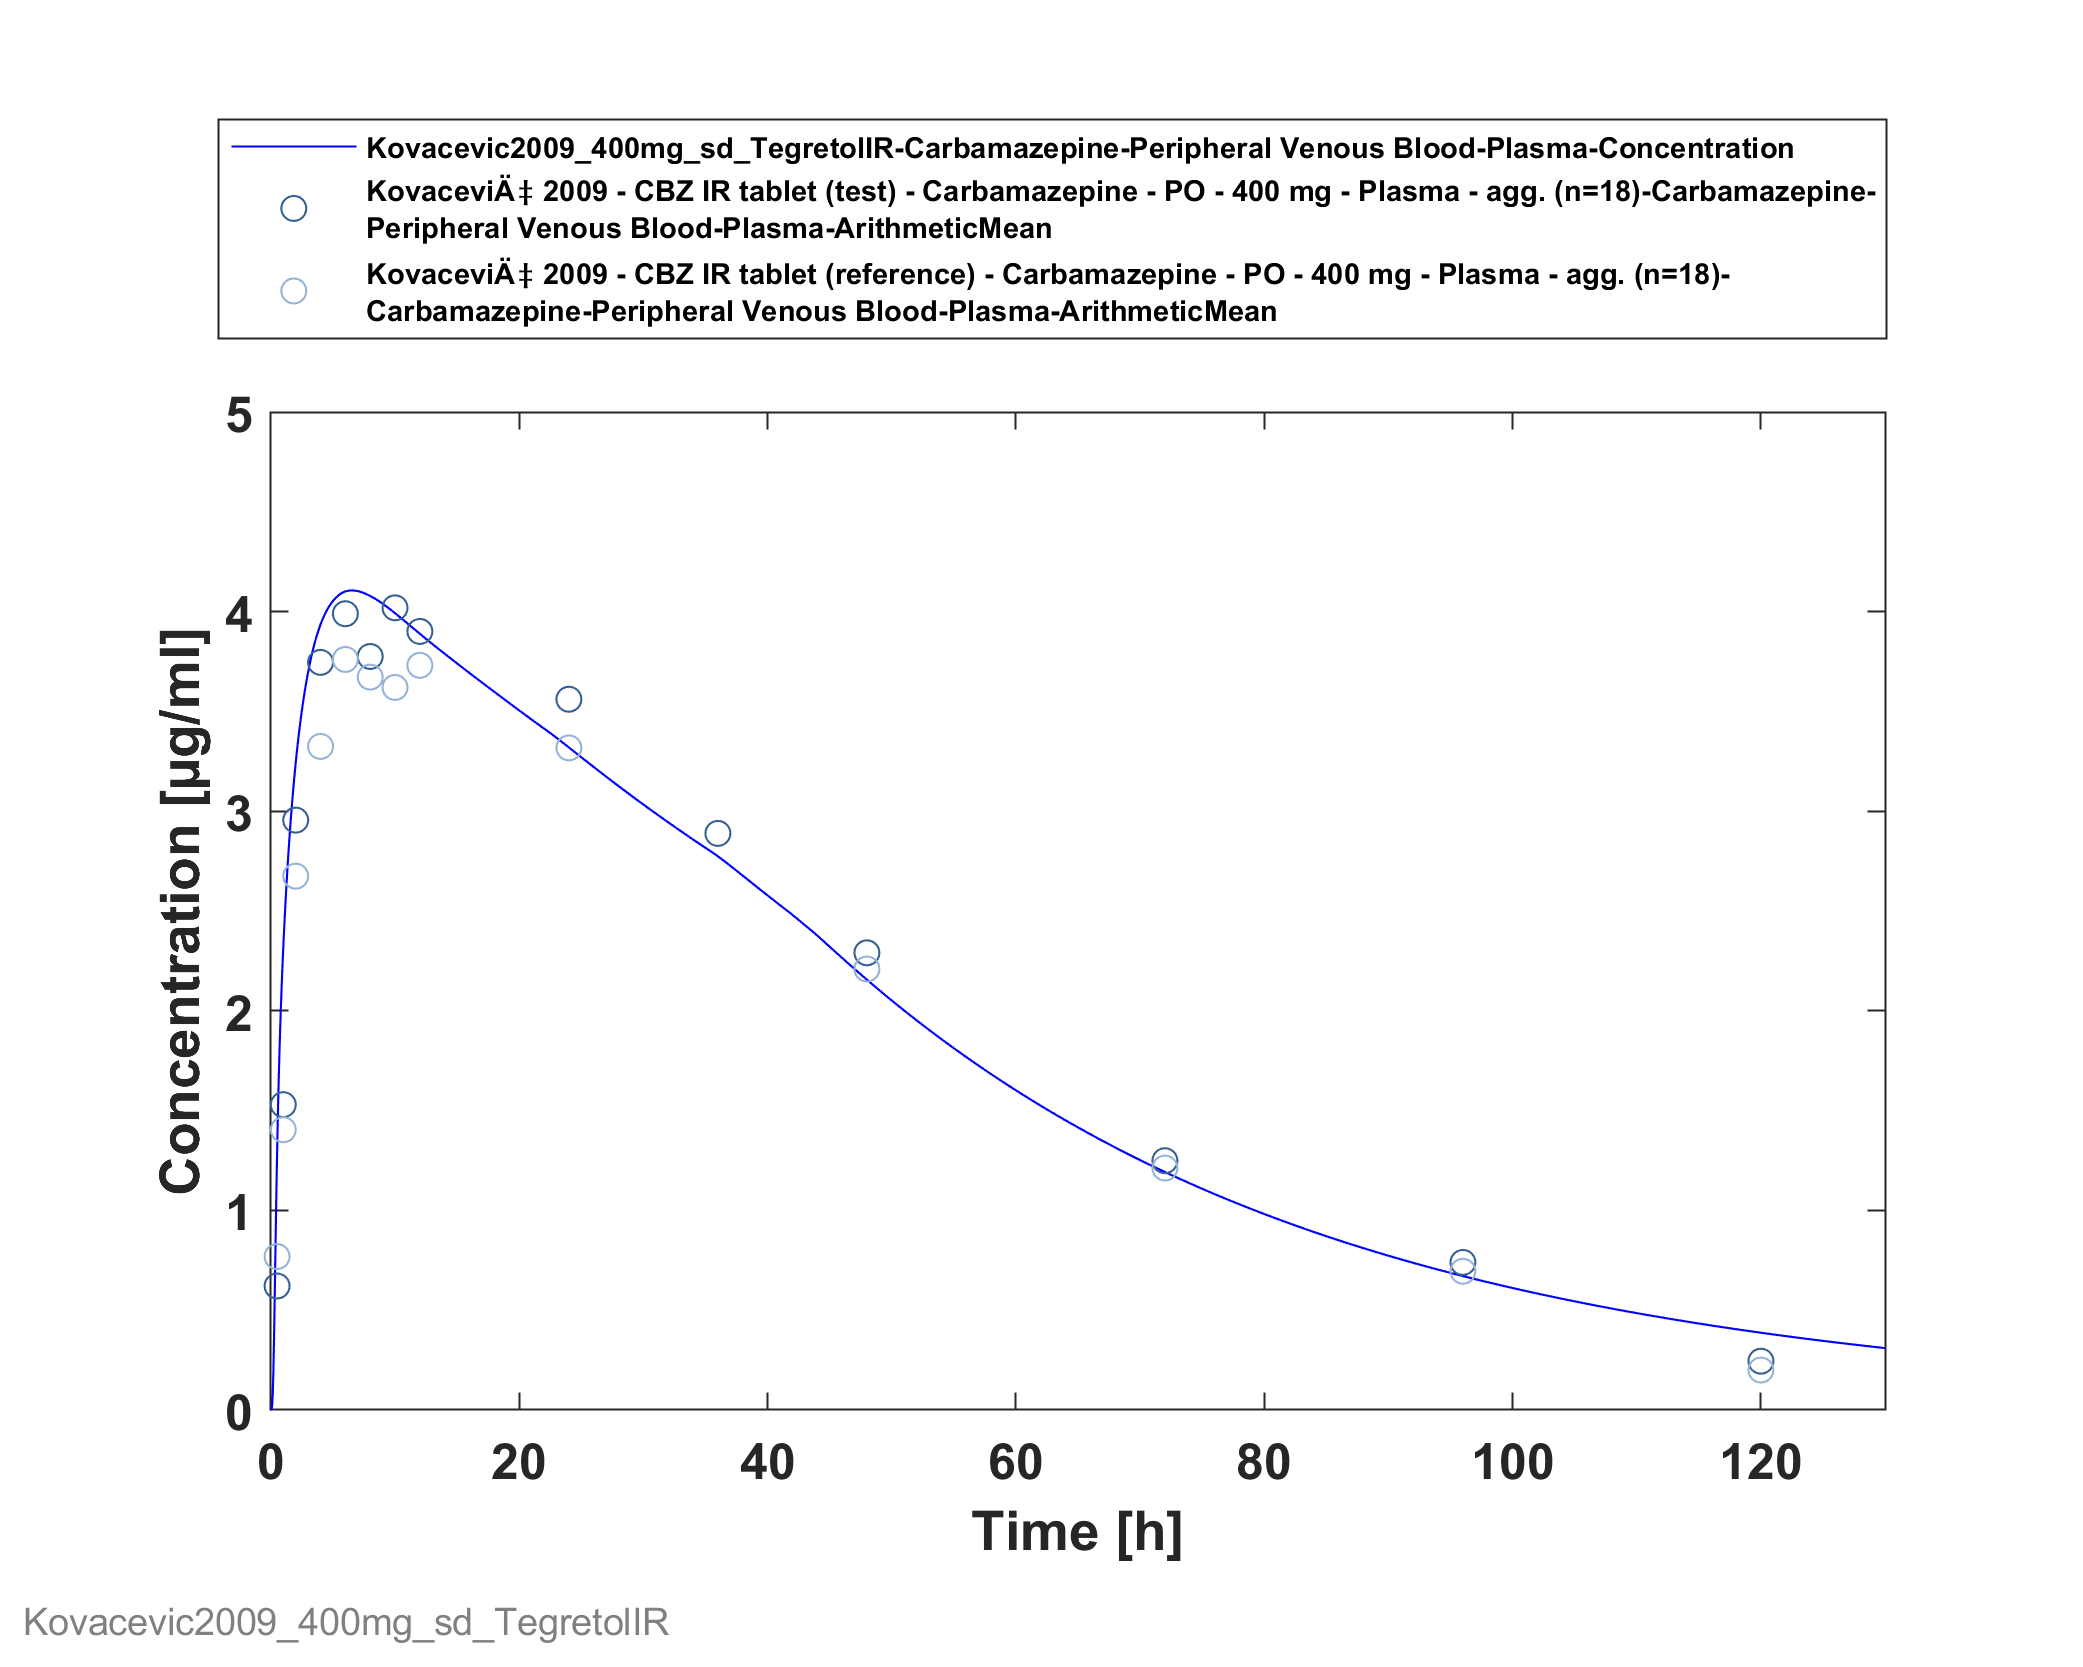 Kovacevic2009_400mg_sd_TegretolIR-Carbamazepine-Peripheral Venous Blood-Plasma-Concentration
KovaceviÄ‡ 2009 - CBZ IR tablet (test) - Carbamazepine - PO - 400 mg - Plasma - agg. (n=18)-Carbamazepine-
Peripheral Venous Blood-Plasma-ArithmeticMean
KovaceviÄ‡ 2009 - CBZ IR tablet (reference) - Carbamazepine - PO - 400 mg - Plasma - agg. (n=18)-
Carbamazepine-Peripheral Venous Blood-Plasma-ArithmeticMean
5
4
3
2
1
0
Concentration [µg/ml]
0 20 40 60 80 100 120
Time [h]
Kovacevic2009_400mg_sd_TegretolIR